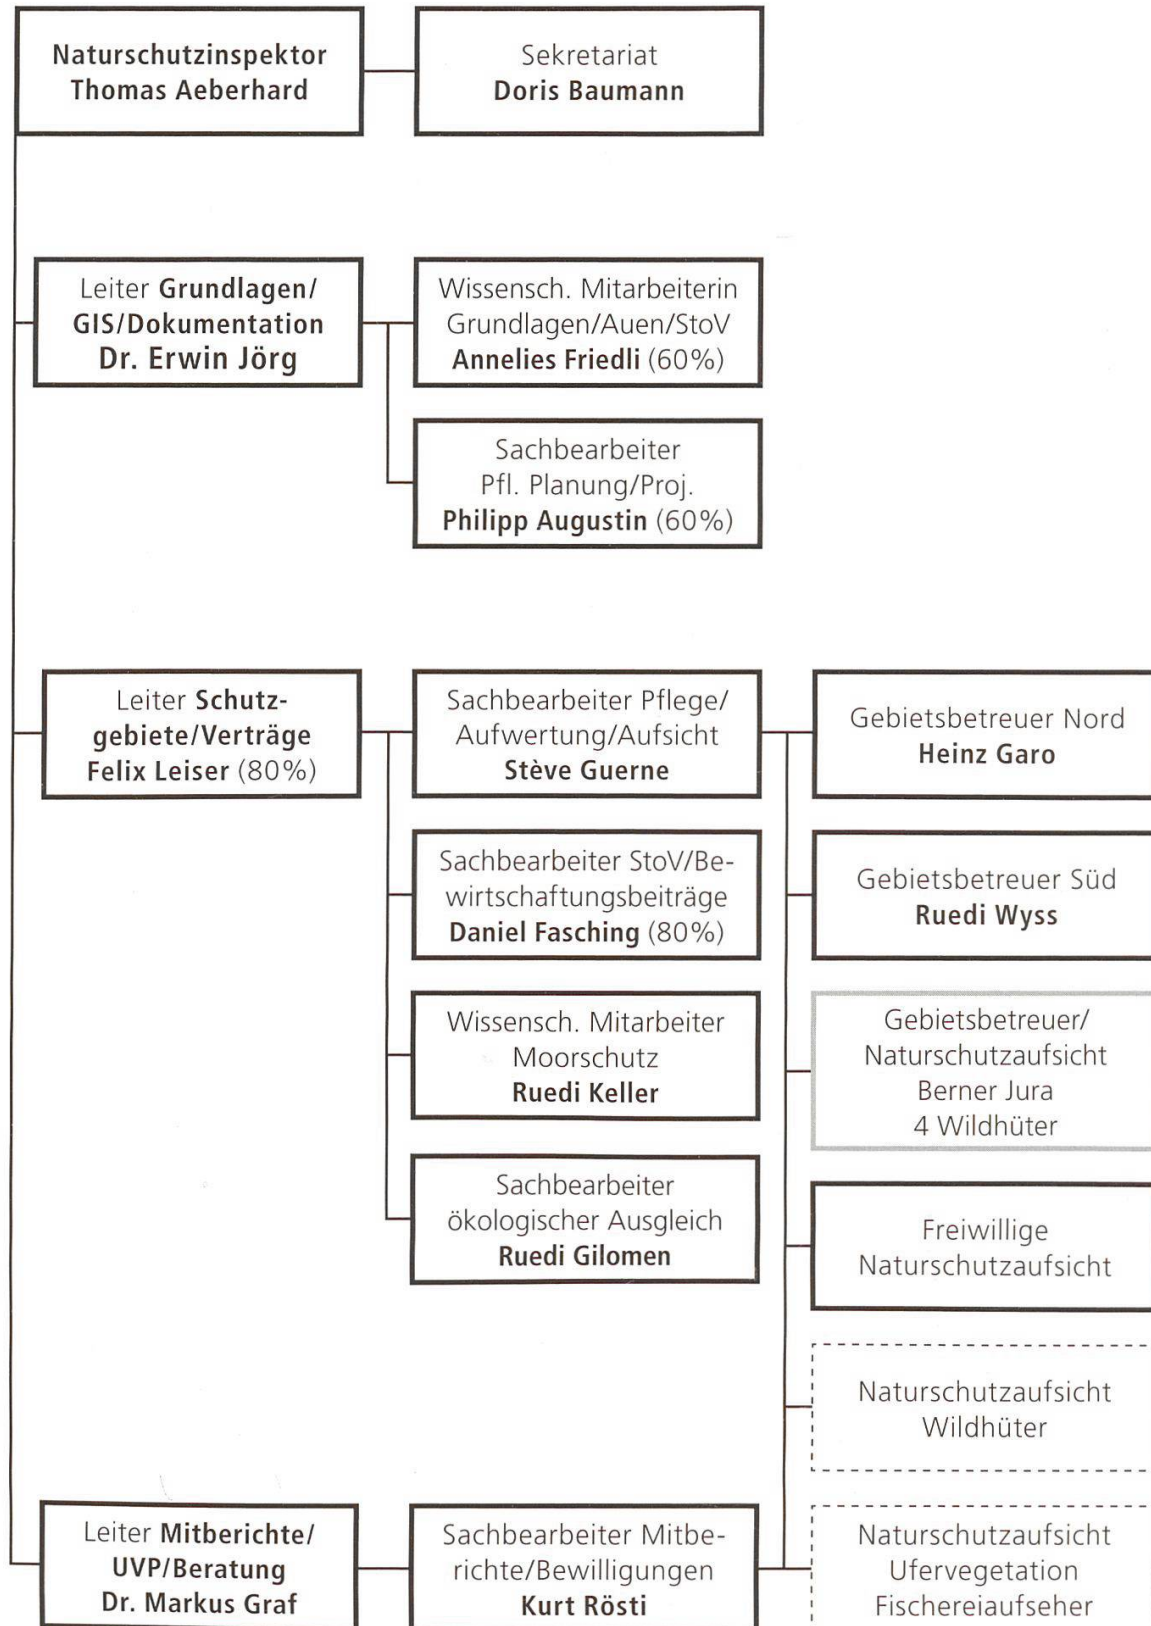 Naturschutzinspektor
Thomas Aeberhard
Sekretariat
Doris Baumann
Leiter Grundlagen/
GIS/Dokumentation
Dr. Erwin Jörg
Wissensch. Mitarbeiterin
Grundlagen/Auen/StoV
Annelies Friedli (60%)
Sachbearbeiter
Pfl. Planung/Proj.
Philipp Augustin (60%)
Leiter Schutz-
gebiete/Verträge
Felix Leiser (80%)
Sachbearbeiter Pflege/
Aufwertung/Aufsicht
Stève Guerne
Sachbearbeiter StoV/Be-
wirtschaftungsbeiträge
Daniel Fasching (80%)
Wissensch. Mitarbeiter
Moorschutz
Ruedi Keller
Sachbearbeiter
ökologischer Ausgleich
Ruedi Gilomen
Gebietsbetreuer Nord
Heinz Garo
Gebietsbetreuer Süd
Ruedi Wyss
Gebietsbetreuer/
Naturschutzaufsicht
Berner Jura
4 Wildhüter
Freiwillige
Naturschutzaufsicht
Naturschutzaufsicht
Wildhüter
Leiter Mitberichte/
UVP/Beratung
Dr. Markus Graf
Sachbearbeiter Mitbe-
richte/Bewilligungen
Kurt Rösti
Naturschutzaufsicht
Ufervegetation
Fischereiaufseher